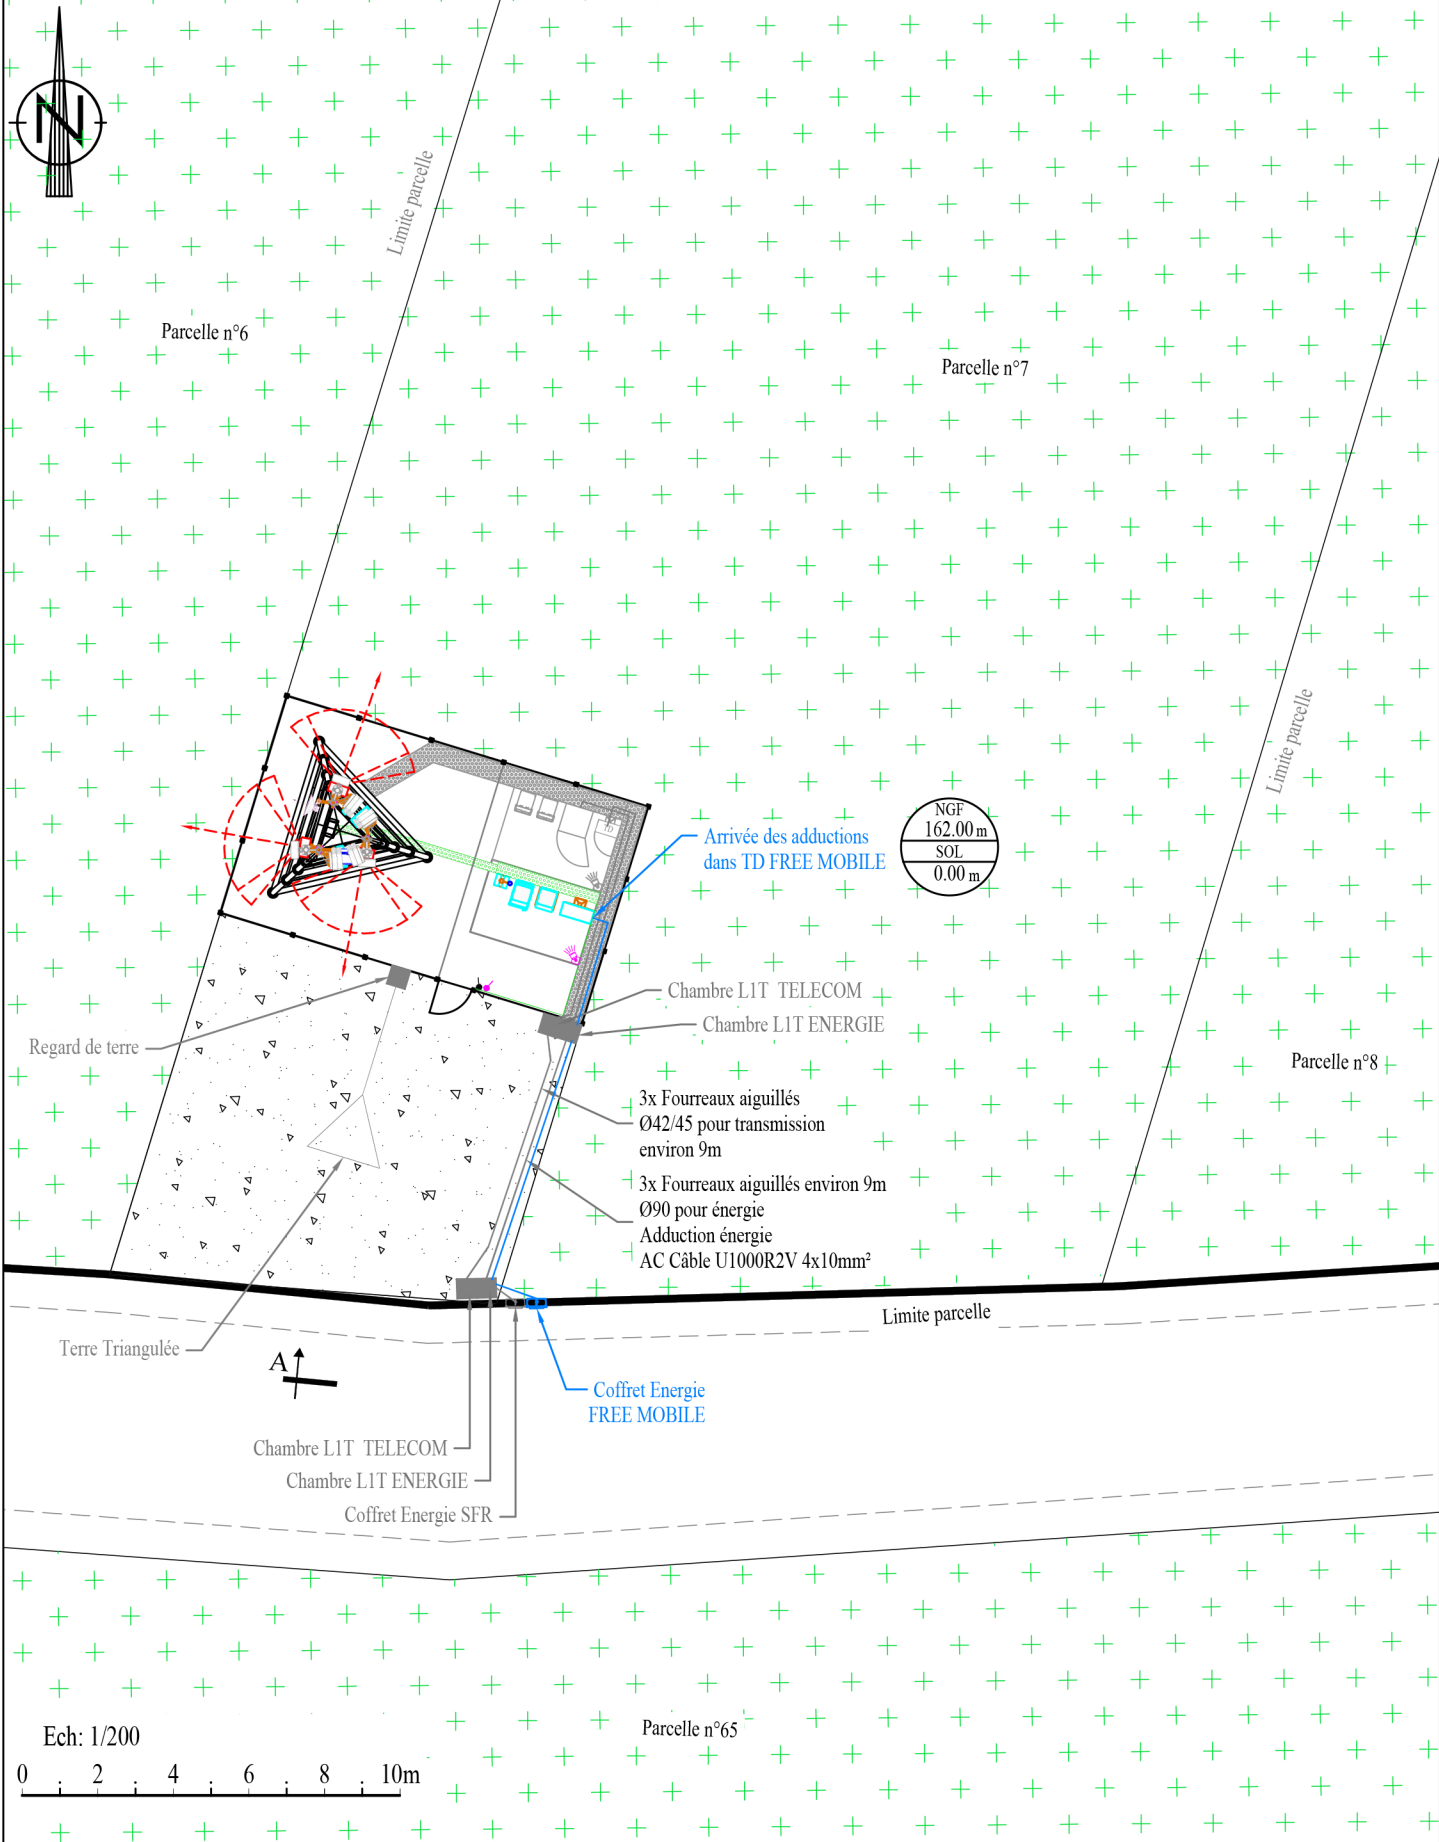 N
Limite parcelle
Parcelle n°6
Parcelle n°7
Limite parcelle
NGF
162.00 m
SOL
0.00 m
Arrivée des adductions
dans TD FREE MOBILE
Chambre L1T TELECOM
Chambre L1T ENERGIE
Regard de terre
Parcelle n°8
3x Fourreaux aiguillés
Ø42/45 pour transmission
environ 9m
3x Fourreaux aiguillés environ 9m
Ø90 pour énergie
Adduction énergie
AC Câble U1000R2V 4x10mm²
Limite parcelle
Terre Triangulée
A
Coffret Energie
FREE MOBILE
Chambre L1T TELECOM
Chambre L1T ENERGIE
Coffret Energie SFR
Parcelle n°65
Ech: 1/200
0 2 4 6 8 10m